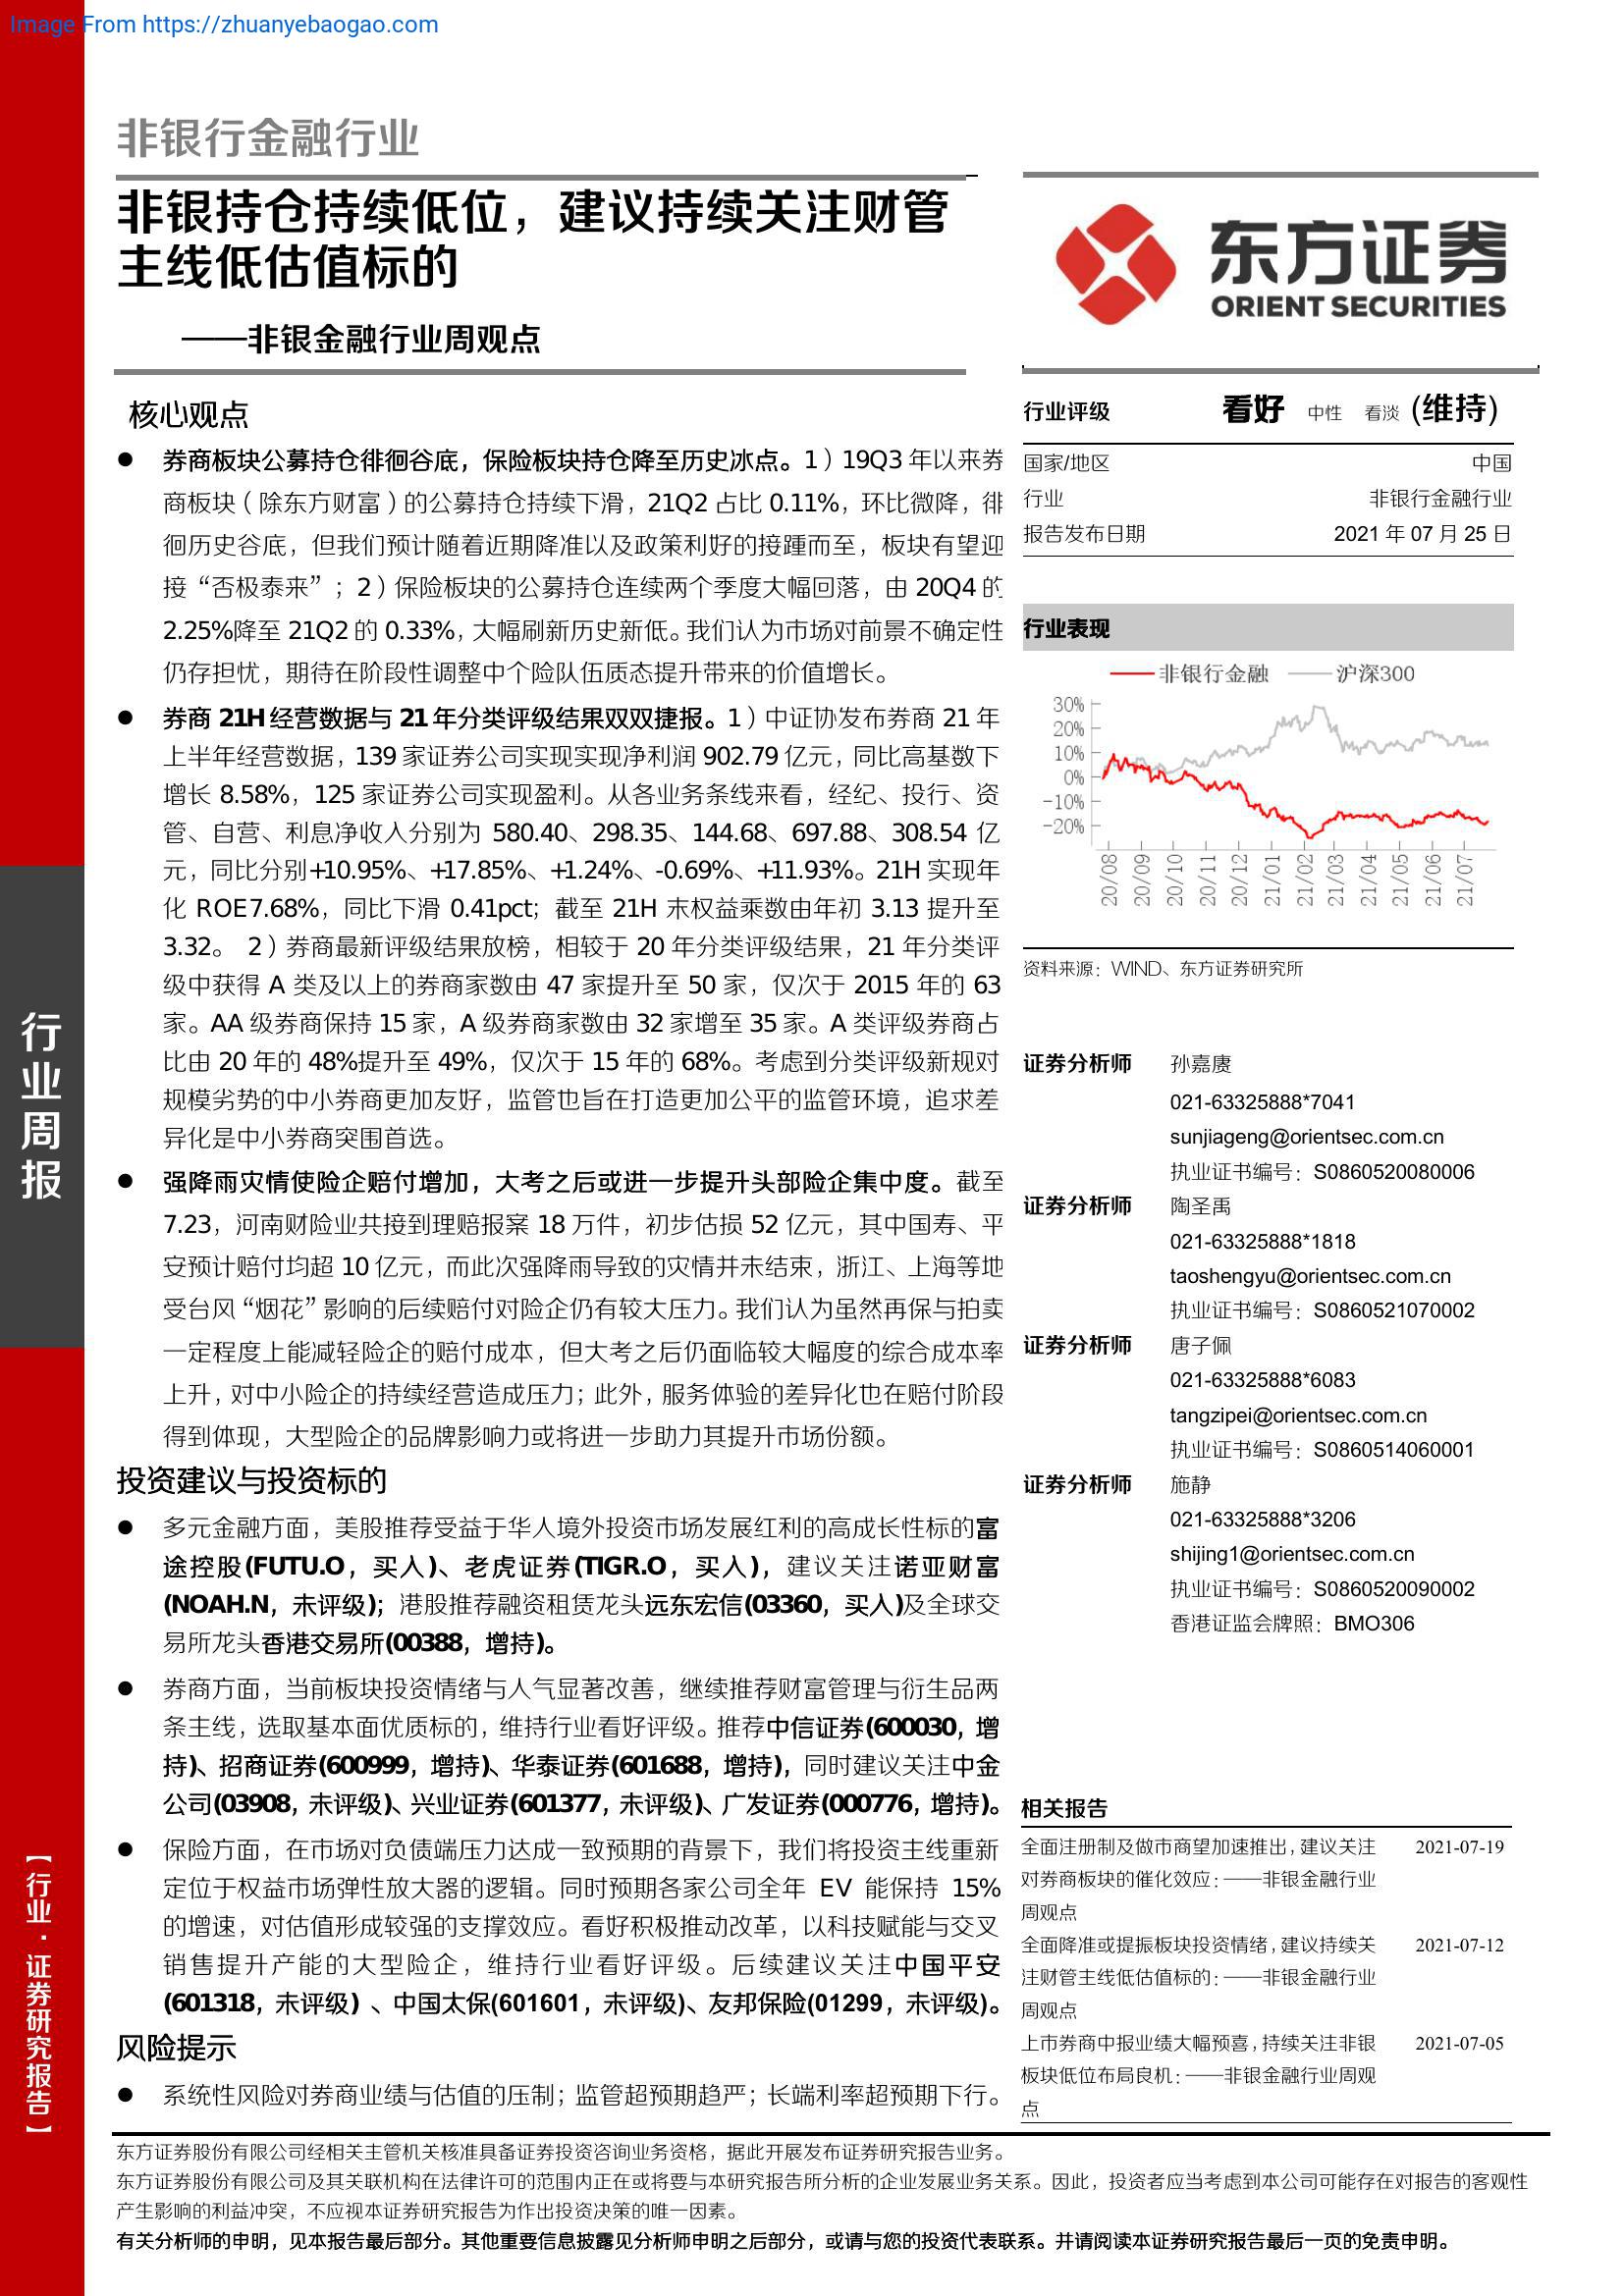 Image From https://zhuanyebaogao.com
非银行金融行业
非银持仓持续低位，建议持续关注财管
主线低估值标的
——非银金融行业周观点
核心观点
● 券商板块公募持仓徘徊谷底，保险板块持仓降至历史冰点。1）19Q3 年以来券
商板块（除东方财富）的公募持仓持续下滑，21Q2 占比 0.11%，环比微降，徘
徊历史谷底，但我们预计随着近期降准以及政策利好的接踵而至，板块有望迎
接“否极泰来”；2）保险板块的公募持仓连续两个季度大幅回落，由 20Q4 的
2.25%降至 21Q2 的 0.33%，大幅刷新历史新低。我们认为市场对前景不确定性
仍存担忧，期待在阶段性调整中个险队伍质态提升带来的价值增长。
● 券商 21H 经营数据与 21 年分类评级结果双双捷报。1）中证协发布券商 21 年
上半年经营数据，139 家证券公司实现实现净利润 902.79 亿元，同比高基数下
增长 8.58%，125 家证券公司实现盈利。从各业务条线来看，经纪、投行、资
管、自营、利息净收入分别为 580.40、298.35、144.68、697.88、308.54 亿
元，同比分别+10.95%、+17.85%、+1.24%、-0.69%、+11.93%。21H 实现年
化 ROE7.68%，同比下滑 0.41pct；截至 21H 末权益乘数由年初 3.13 提升至
3.32。 2）券商最新评级结果放榜，相较于 20 年分类评级结果，21 年分类评
级中获得 A 类及以上的券商家数由 47 家提升至 50 家，仅次于 2015 年的 63
家。AA 级券商保持 15 家，A 级券商家数由 32 家增至 35 家。A 类评级券商占
比由 20 年的 48%提升至 49%，仅次于 15 年的 68%。考虑到分类评级新规对
规模劣势的中小券商更加友好，监管也旨在打造更加公平的监管环境，追求差
异化是中小券商突围首选。
● 强降雨灾情使险企赔付增加，大考之后或进一步提升头部险企集中度。截至
7.23，河南财险业共接到理赔报案 18 万件，初步估损 52 亿元，其中国寿、平
安预计赔付均超 10 亿元，而此次强降雨导致的灾情并未结束，浙江、上海等地
受台风“烟花”影响的后续赔付对险企仍有较大压力。我们认为虽然再保与拍卖
一定程度上能减轻险企的赔付成本，但大考之后仍面临较大幅度的综合成本率
上升，对中小险企的持续经营造成压力；此外，服务体验的差异化也在赔付阶段
得到体现，大型险企的品牌影响力或将进一步助力其提升市场份额。
投资建议与投资标的
● 多元金融方面，美股推荐受益于华人境外投资市场发展红利的高成长性标的富
途控股(FUTU.O，买入)、老虎证券(TIGR.O，买入)，建议关注诺亚财富
(NOAH.N，未评级)；港股推荐融资租赁龙头远东宏信(03360，买入)及全球交
易所龙头香港交易所(00388，增持)。
● 券商方面，当前板块投资情绪与人气显著改善，继续推荐财富管理与衍生品两
条主线，选取基本面优质标的，维持行业看好评级。推荐中信证券(600030，增
持)、招商证券(600999，增持)、华泰证券(601688，增持)，同时建议关注中金
公司(03908，未评级)、兴业证券(601377，未评级)、广发证券(000776，增持)。
● 保险方面，在市场对负债端压力达成一致预期的背景下，我们将投资主线重新
定位于权益市场弹性放大器的逻辑。同时预期各家公司全年 EV 能保持 15%
的增速，对估值形成较强的支撑效应。看好积极推动改革，以科技赋能与交叉
销售提升产能的大型险企，维持行业看好评级。后续建议关注中国平安
(601318，未评级）、中国太保(601601，未评级)、友邦保险(01299，未评级)。
风险提示
● 系统性风险对券商业绩与估值的压制；监管超预期趋严；长端利率超预期下行。
东方证券
ORIENT SECURITIES
行业评级 看好 中性 看淡 (维持)
国家/地区 中国
行业 非银行金融行业
报告发布日期 2021 年 07 月 25 日
行业表现
非银行金融 沪深300
30%
20%
10%
0%
-10%
-20%
20/08 20/09 20/10 20/11 20/12 21/01 21/02 21/03 21/04 21/05 21/06 21/07
资料来源：WIND、东方证券研究所
证券分析师 孙嘉赓
021-63325888*7041
sunjiageng@orientsec.com.cn
执业证书编号：S0860520080006
证券分析师 陶圣禹
021-63325888*1818
taoshengyu@orientsec.com.cn
执业证书编号：S0860521070002
证券分析师 唐子佩
021-63325888*6083
tangzipei@orientsec.com.cn
执业证书编号：S0860514060001
证券分析师 施静
021-63325888*3206
shijing1@orientsec.com.cn
执业证书编号：S0860520090002
香港证监会牌照：BMO306
相关报告
全面注册制及做市商望加速推出，建议关注 2021-07-19
对券商板块的催化效应：——非银金融行业
周观点
全面降准或提振板块投资情绪，建议持续关 2021-07-12
注财管主线低估值标的：——非银金融行业
周观点
上市券商中报业绩大幅预喜，持续关注非银 2021-07-05
板块低位布局良机：——非银金融行业周观
点
行业周报
【行业·证券研究报告】
东方证券股份有限公司经相关主管机关核准具备证券投资咨询业务资格，据此开展发布证券研究报告业务。
东方证券股份有限公司及其关联机构在法律许可的范围内正在或将要与本研究报告所分析的企业发展业务关系。因此，投资者应当考虑到本公司可能存在对报告的客观性
产生影响的利益冲突，不应视本证券研究报告为作出投资决策的唯一因素。
有关分析师的申明，见本报告最后部分。其他重要信息披露见分析师申明之后部分，或请与您的投资代表联系。并请阅读本证券研究报告最后一页的免责申明。